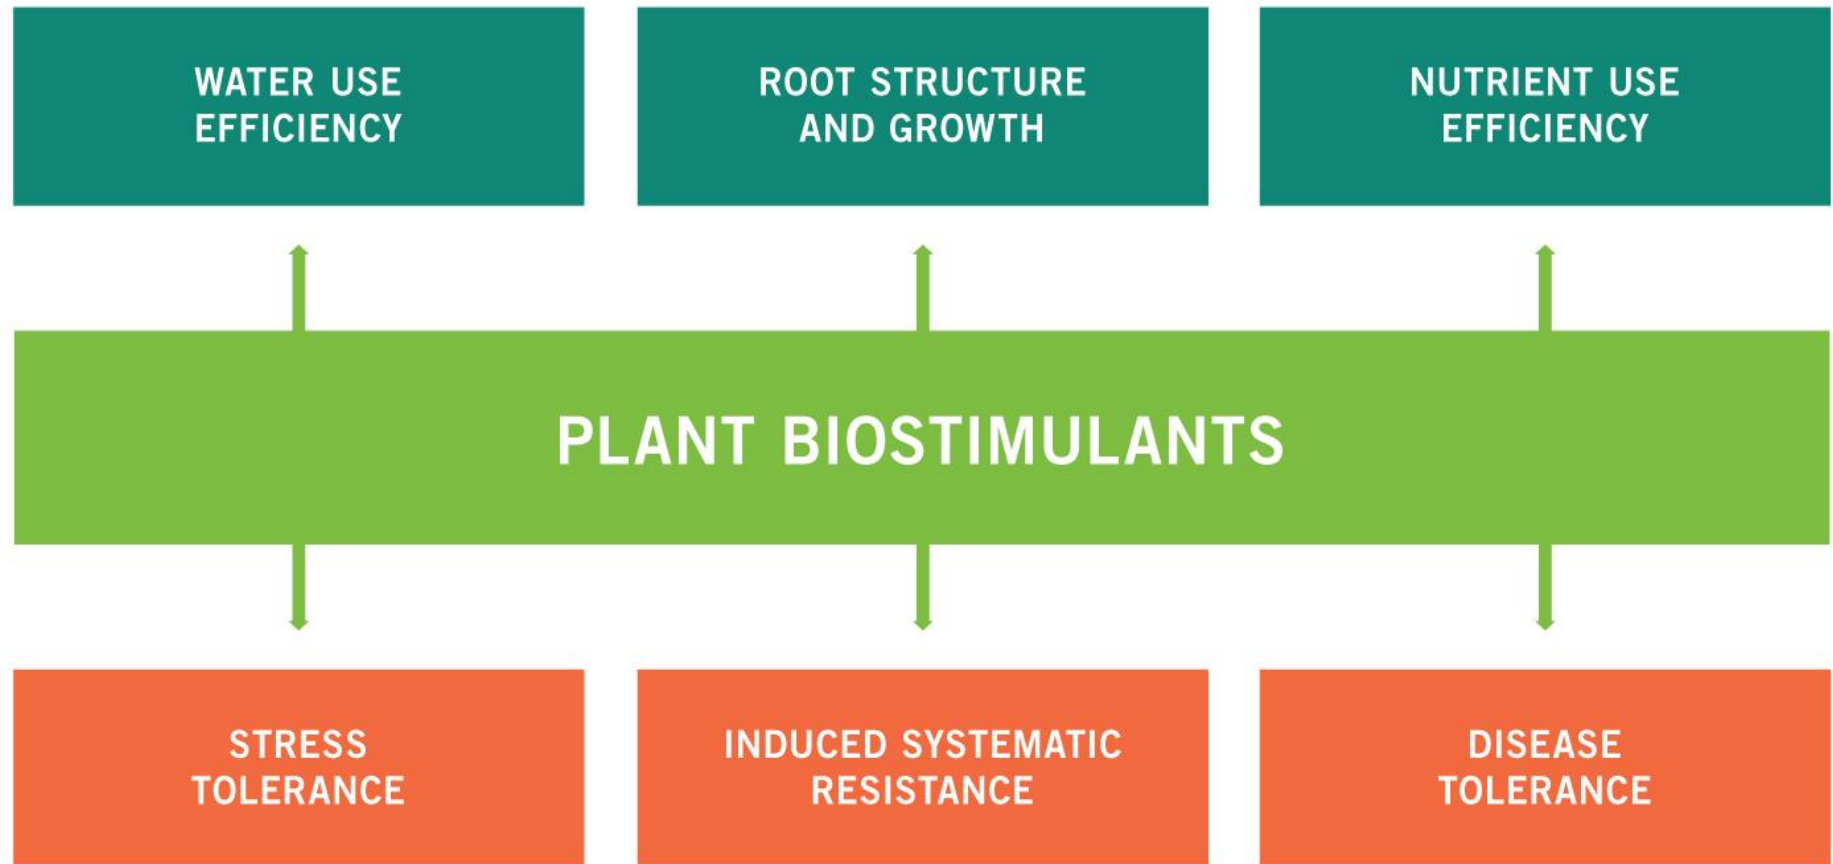 WATER USE
EFFICIENCY
ROOT STRUCTURE
AND GROWTH
NUTRIENT USE
EFFICIENCY
PLANT BIOSTIMULANTS
STRESS
TOLERANCE
INDUCED SYSTEMATIC
RESISTANCE
DISEASE
TOLERANCE